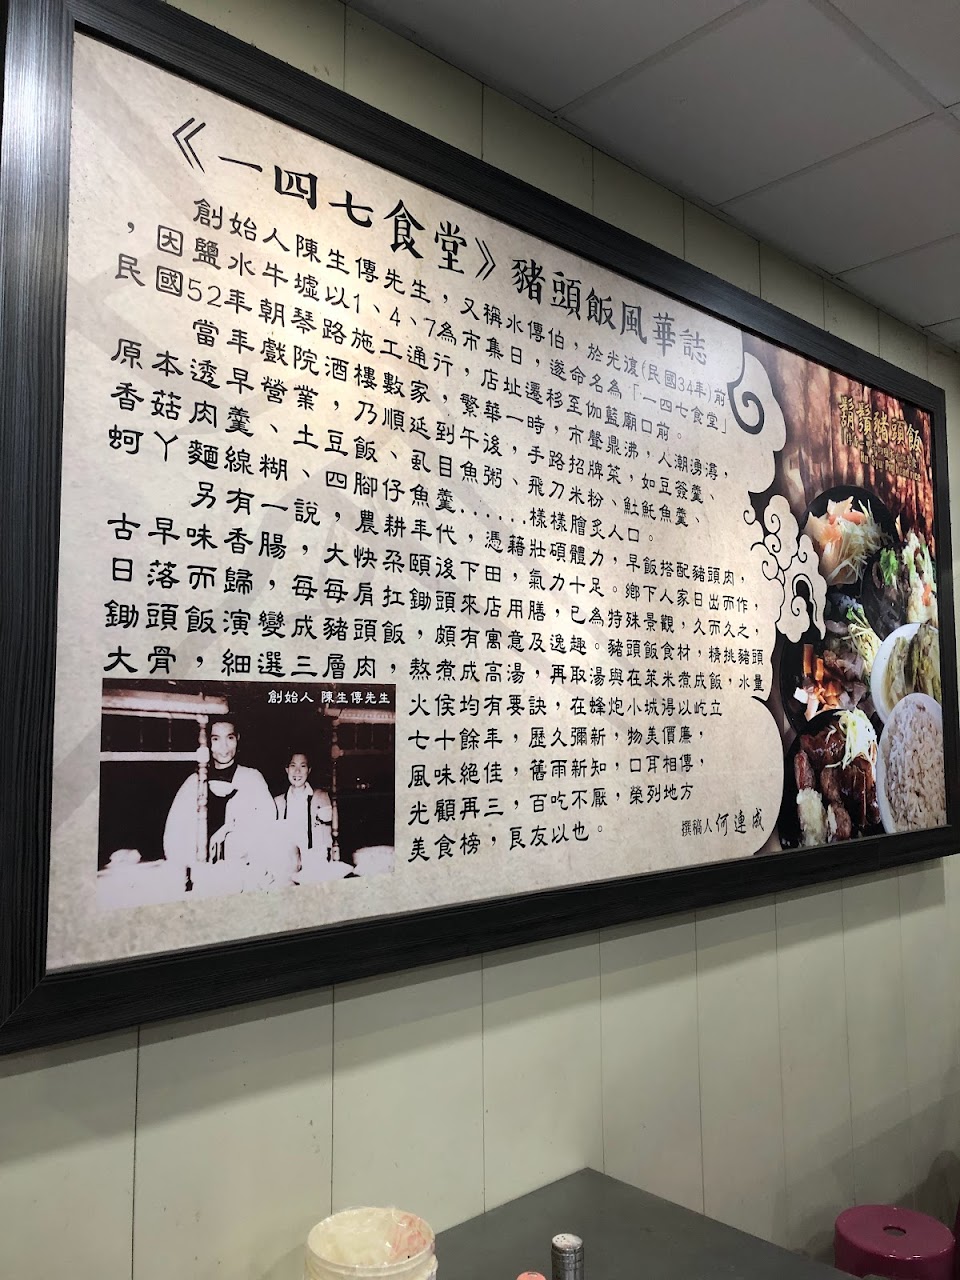 《一四七食堂》豬頭飯風華誌
創始人陳生傳先生，又稱水傳伯，於光復(民國34年)前
，因鹽水牛墟以1、4、7為市集日，遂命名為「一四七食堂」
民國52年朝琴路施工通行，店址遷移至伽藍廟口前。
當年戲院酒樓數家，繁華一時，市聲鼎沸，人潮湧灂，
原本透早營業，乃順延到午後，手路招牌菜，如豆簽羹、
香菇肉羹、土豆飯、虱目魚粥、飛刀米粉、魠魠魚羹、
蚵丫麵線糊、四腳仔魚羹......樣樣膾炙人口。
另有一說，農耕年代，憑藉壯碩體力，早飯搭配豬頭肉，
古早味香腸，大快朵頤後下田，氣力十足。鄉下人家日出而作，
日落而歸，每每肩扛鋤頭來店用膳，已為特殊景觀，久而久之，
鋤頭飯演變成豬頭飯，頗有寓意及逸趣。豬頭飯食材，精挑豬頭
大骨，細選三層肉，熬煮成高湯，再取湯與在萊米煮成飯，水量
火侯均有要訣，在蜂炮小城得以屹立
七十餘年，歷久彌新，物美價廉，
風味絕佳，舊雨新知，口耳相傳，
光顧再三，百吃不厭，榮列地方
美食榜，良友以也。
撰稿人何連成
創始人 陳生傳先生
鬍鬚豬頭飯